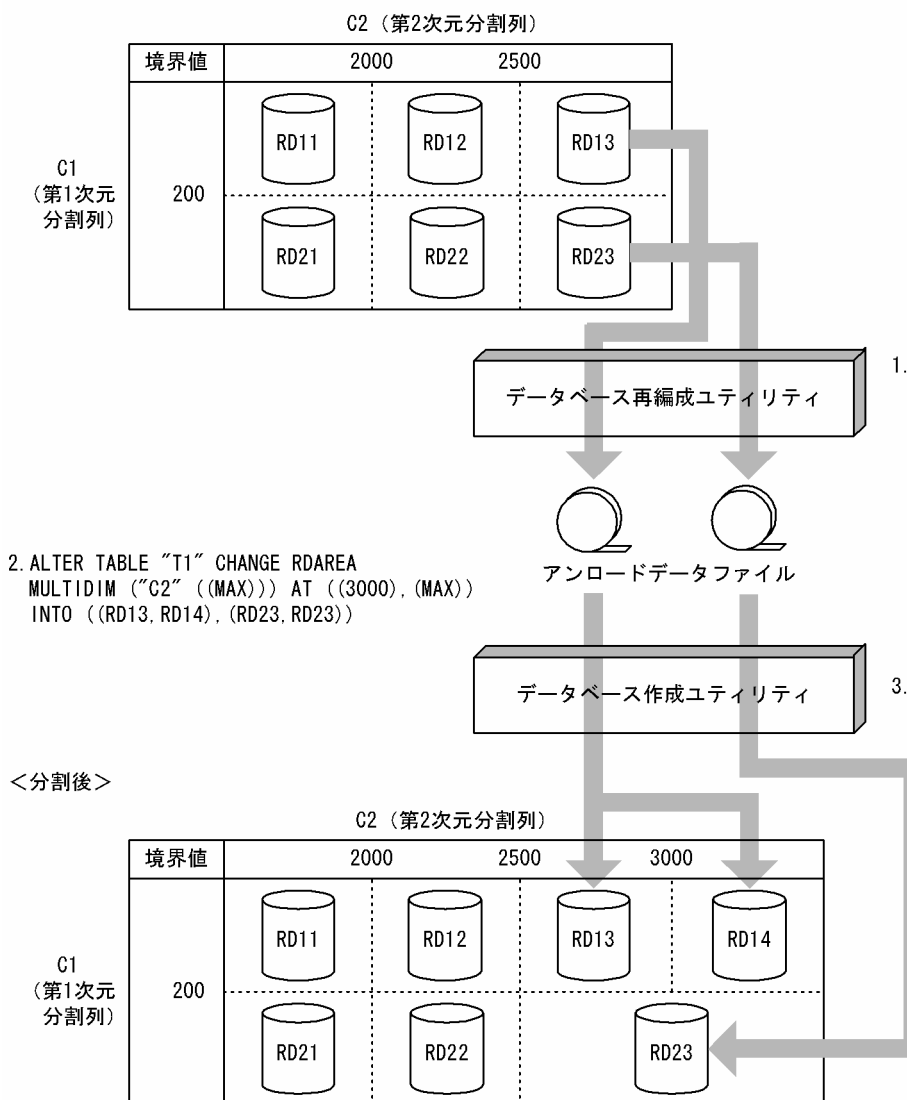 C2(第2次元分割列)
境界値 2000 2500
RD11 RD12 RD13
C1
(第1次元
分割列)
200
RD21 RD22 RD23
データベース再編成ユティリティ
1.
アンロードデータファイル
2. ALTER TABLE "T1" CHANGE RDAREA
MULTIDIM ("C2" ((MAX))) AT ((3000),(MAX))
INTO ((RD13,RD14),(RD23,RD23))
データベース作成ユティリティ
3.
<分割後>
C2(第2次元分割列)
境界値 2000 2500 3000
RD11 RD12 RD13 RD14
C1
(第1次元
分割列)
200
RD21 RD22 RD23